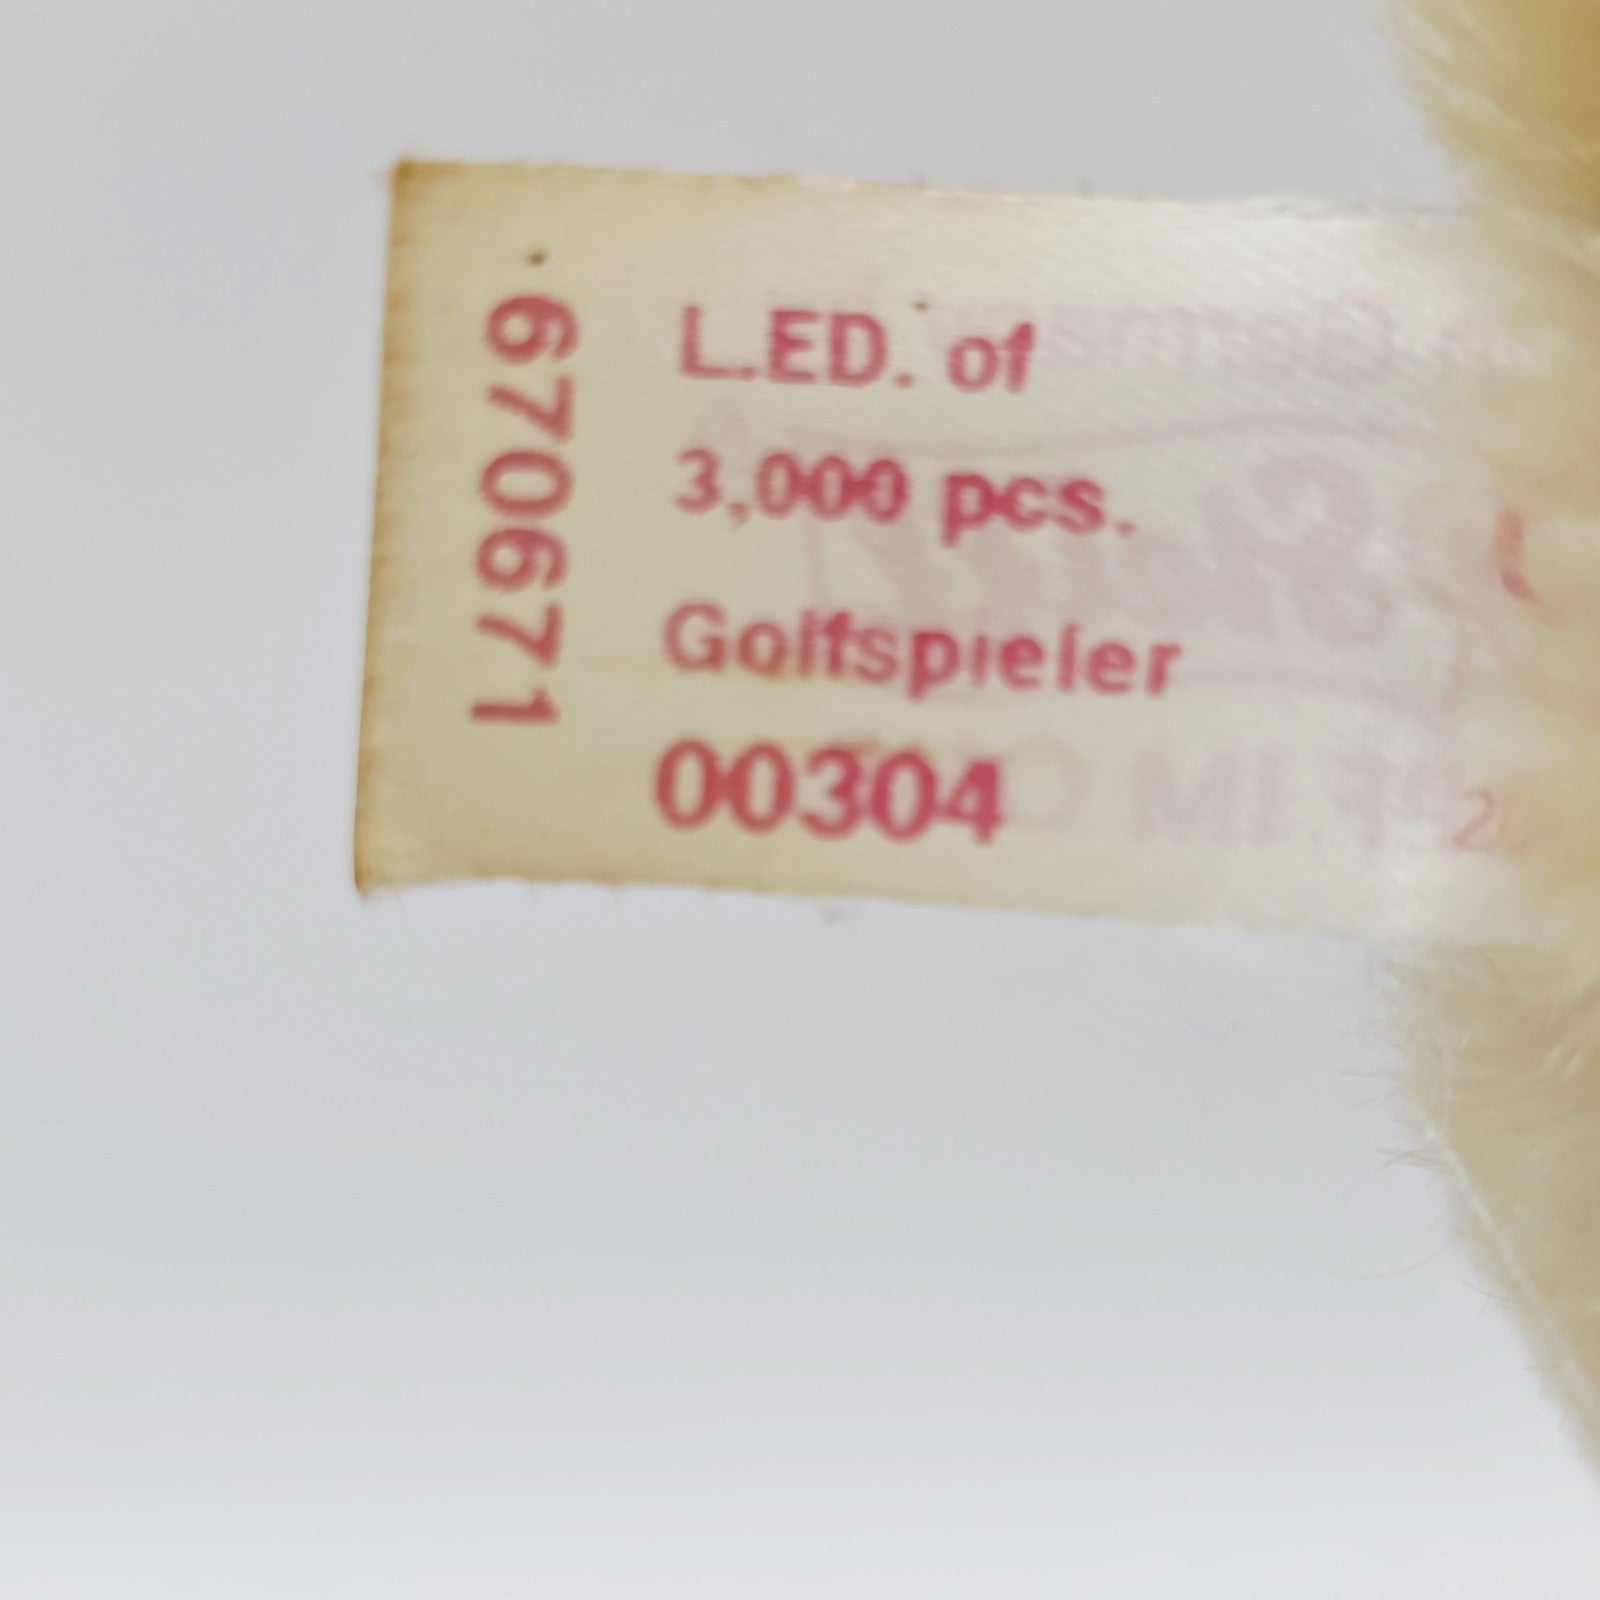 670671
L.ED. of
3,000 pcs.
Golfspieler
00304